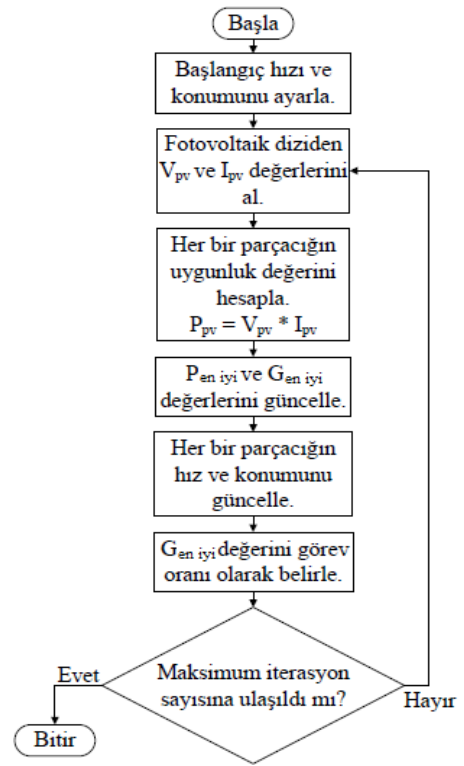 Başla
Başlangıç hızı ve
konumunu ayarla.
Fotovoltaik diziden
Vpv ve Ipv değerlerini
al.
Her bir parçacığın
uygunluk değerini
hesapla.
Ppv = Vpv * Ipv
Pen iyi ve Gen iyi
değerlerini güncelle.
Her bir parçacığın
hız ve konumunu
güncelle.
Gen iyi değerini görev
oranı olarak belirle.
Maksimum iterasyon
sayısına ulaşıldı mı?
Evet
Hayır
Bitir